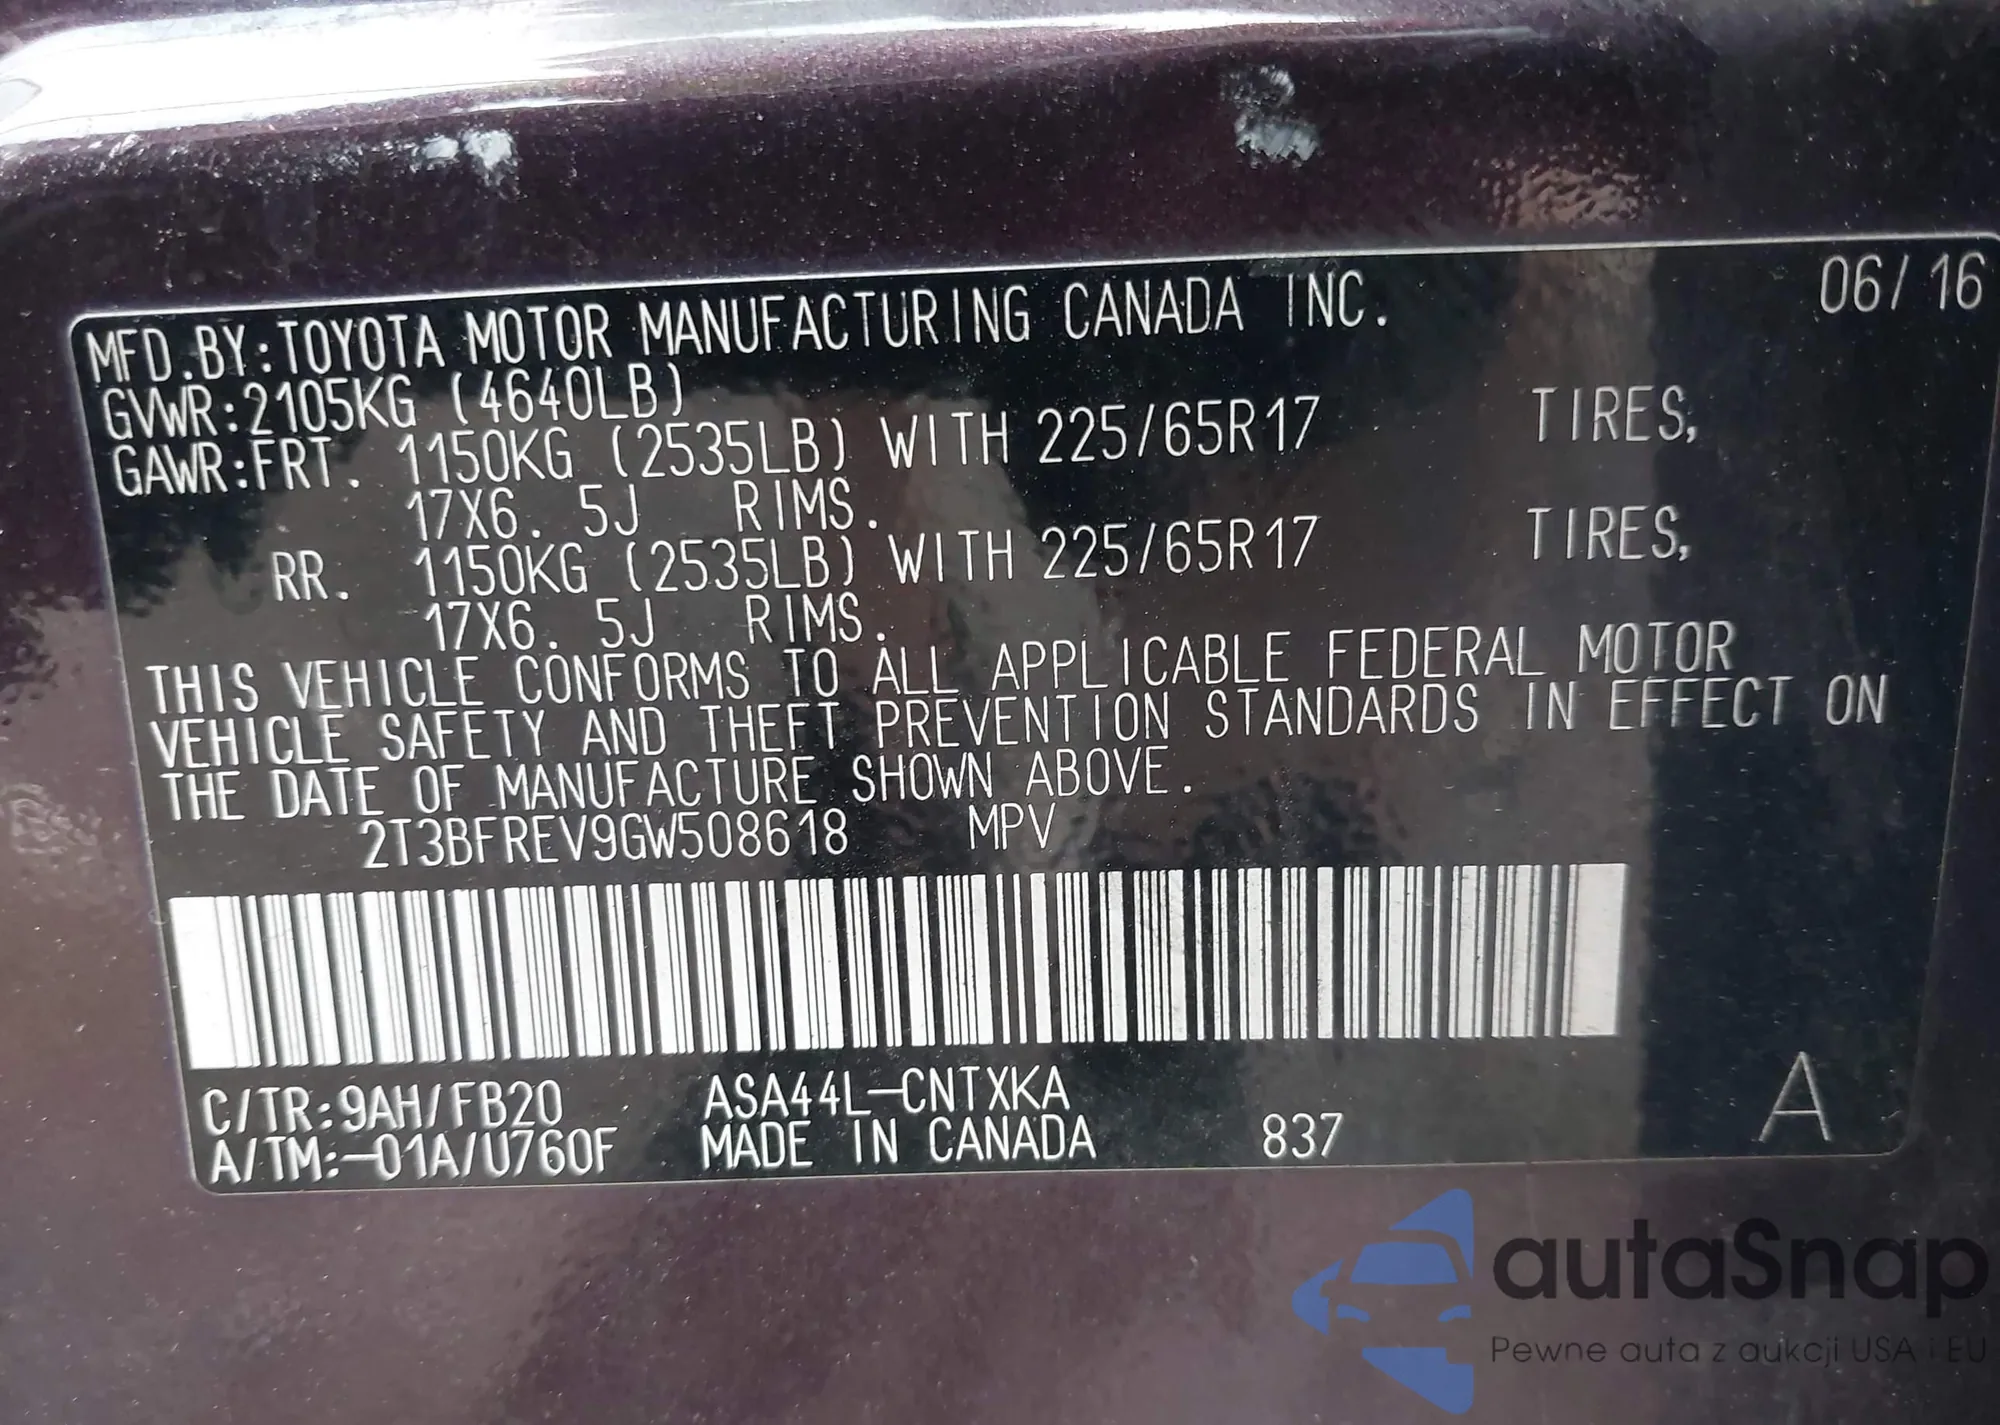 06/16
MFD.BY:TOYOTA MOTOR MANUFACTURING CANADA INC.
GVWR:2105KG (4640LB)
GAWR:FRT. 1150KG (2535LB) WITH 225/65R17 TIRES,
17X6.5J RIMS.
RR. 1150KG (2535LB) WITH 225/65R17 TIRES,
17X6.5J RIMS.
THIS VEHICLE CONFORMS TO ALL APPLICABLE FEDERAL MOTOR
VEHICLE SAFETY AND THEFT PREVENTION STANDARDS IN EFFECT ON
THE DATE OF MANUFACTURE SHOWN ABOVE.
2T3BFREV9GW508618 MPV
C/TR:9AH/FB20 ASA44L-CNTXKA
A/TM:-01A/U760F MADE IN CANADA 837 A
autaSnap
Pewne auta z aukcji USA i EU